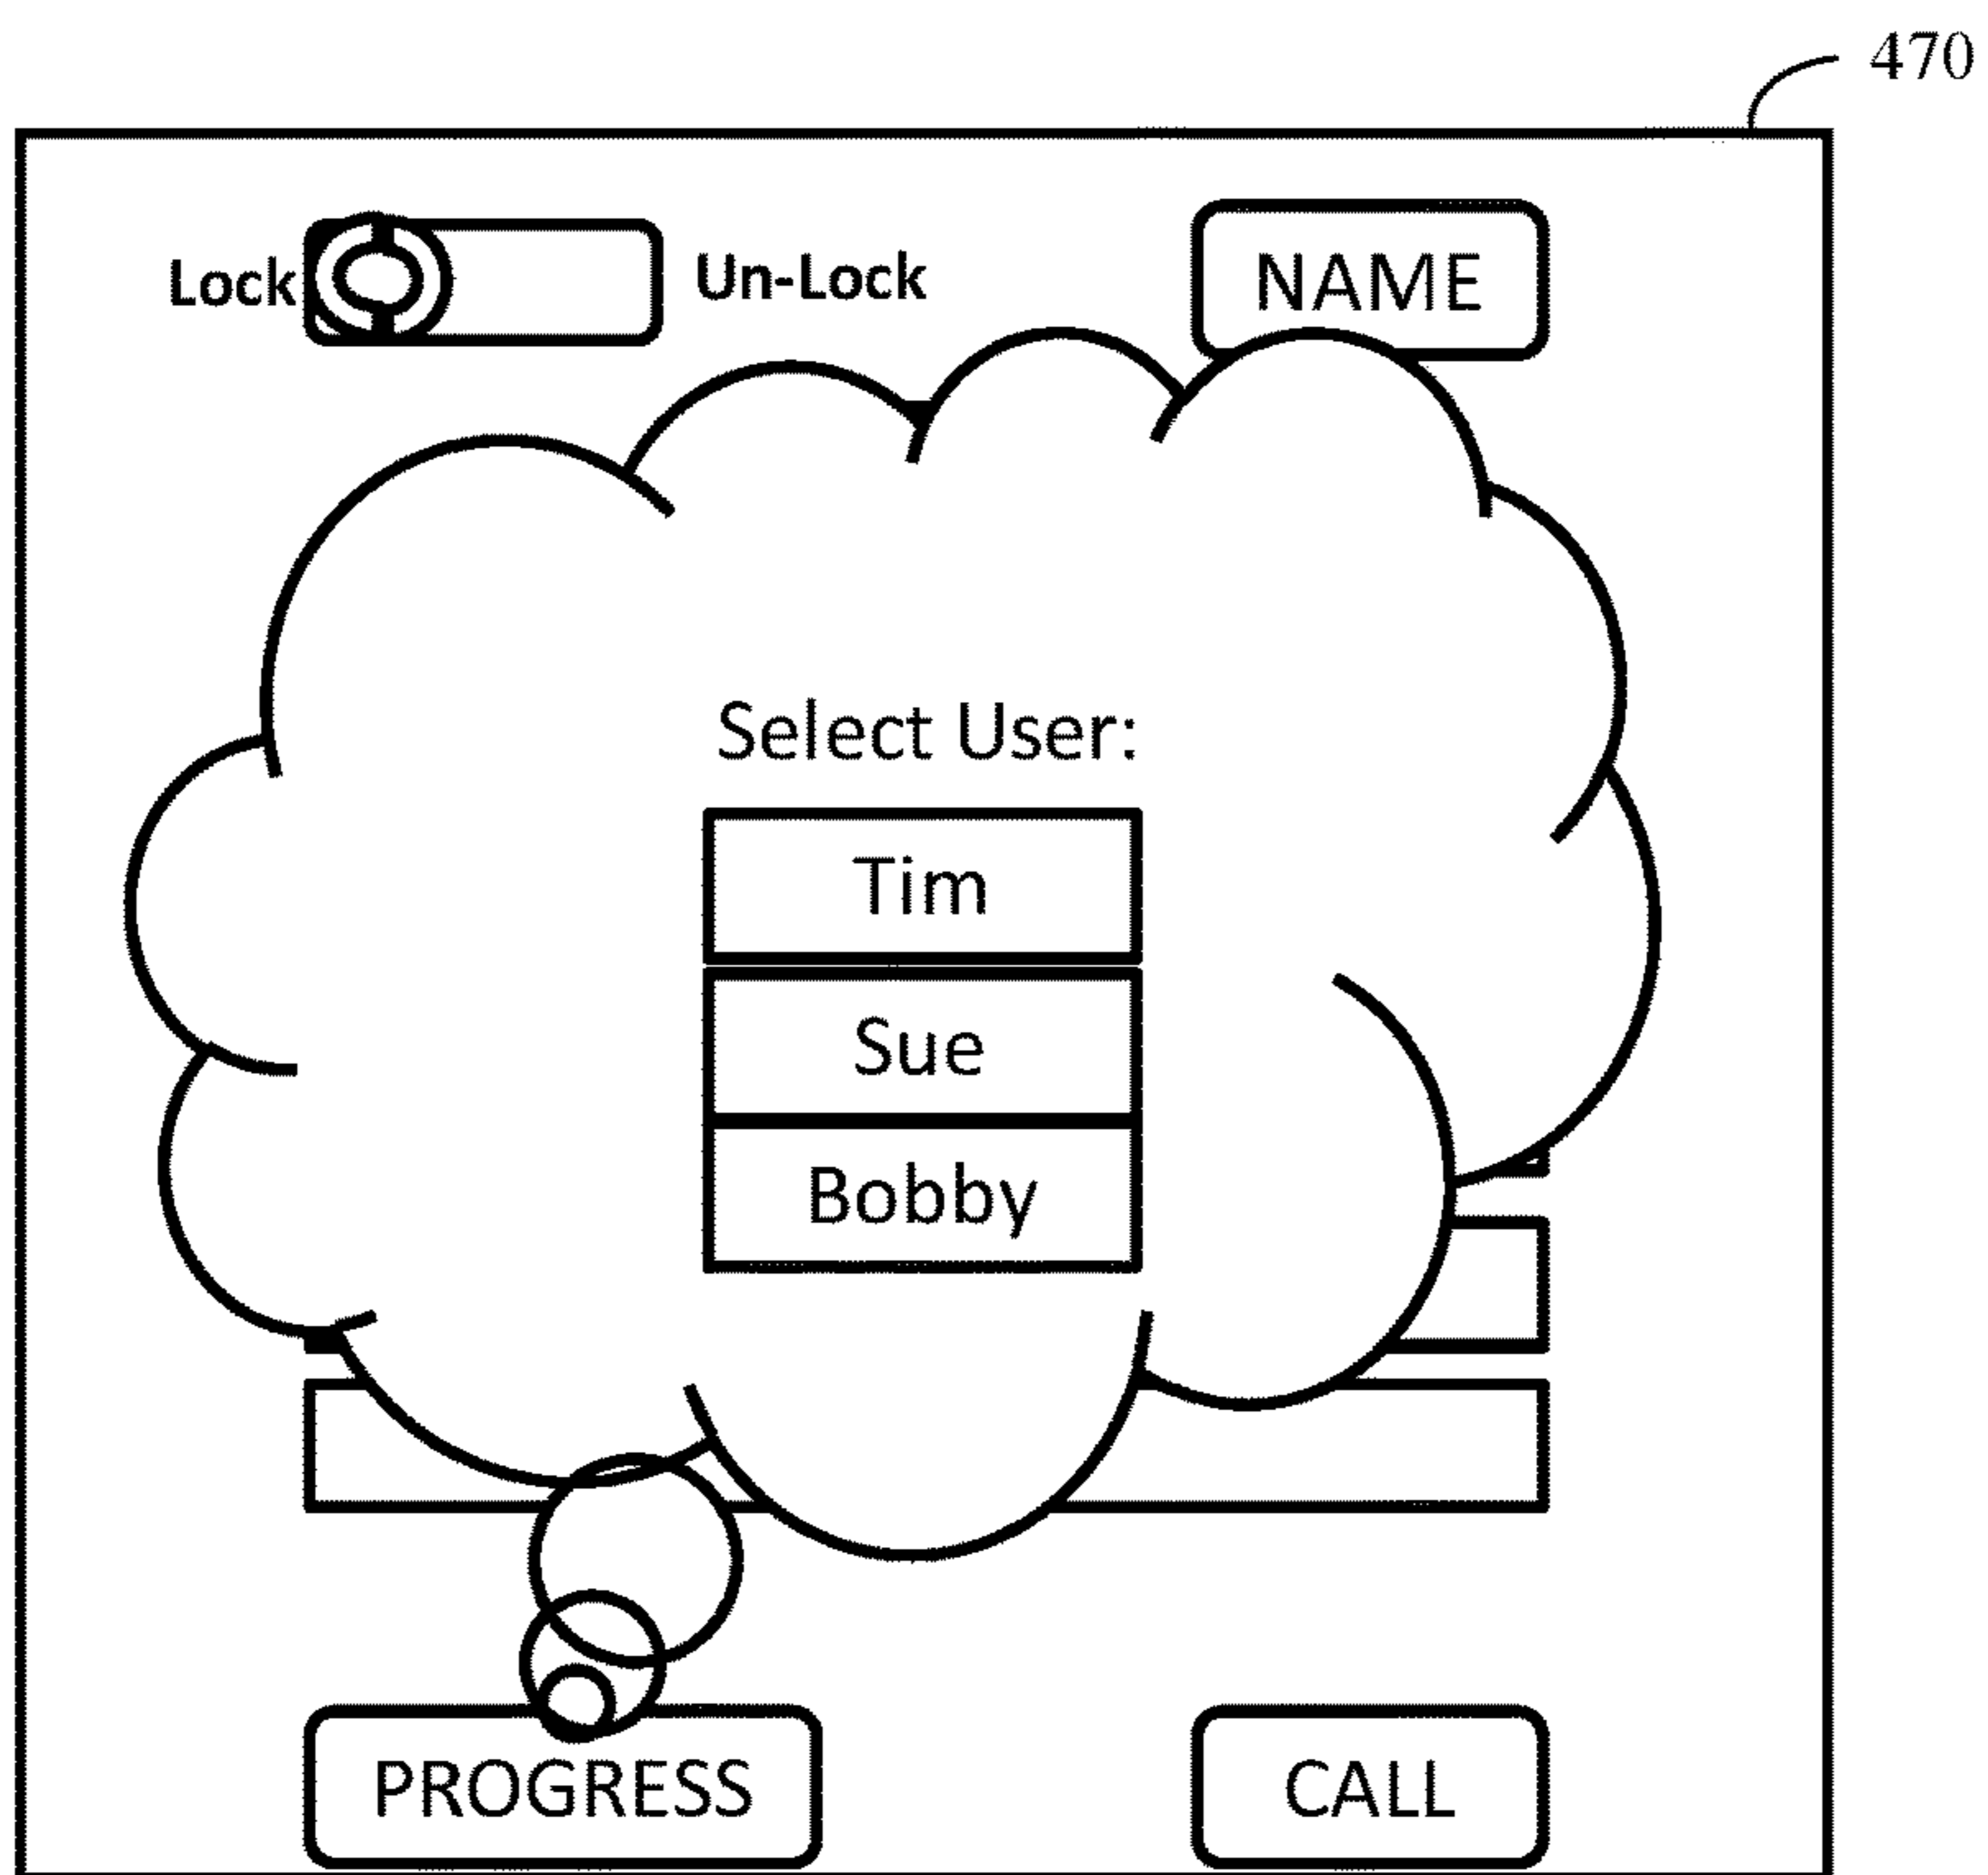 470
Lock Un-Lock NAME
Select User:
Tim
Sue
Bobby
PROGRESS CALL